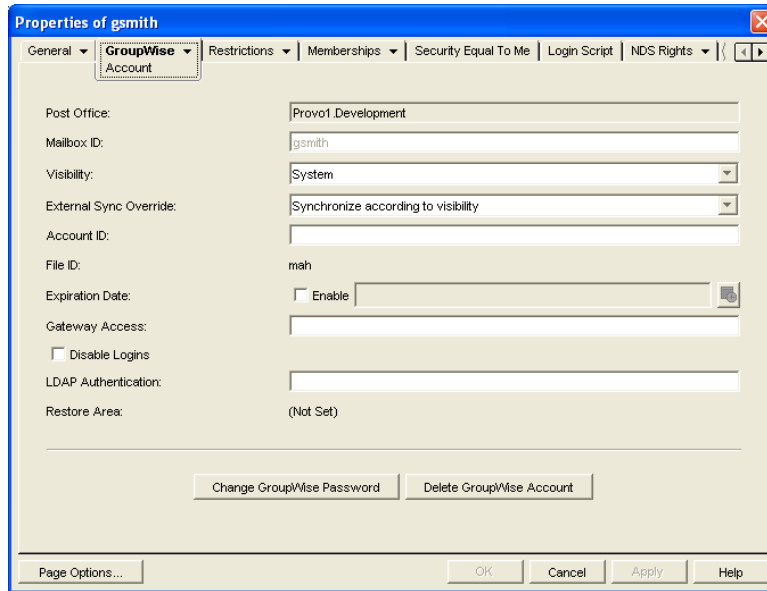 Properties of gsmith
General GroupWise Restrictions Memberships Security Equal To Me Login Script NDS Rights
Account
Post Office: Provo1.Development
Mailbox ID: gsmith
Visibility: System
External Sync Override: Synchronize according to visibility
Account ID:
File ID: mah
Expiration Date: Enable
Gateway Access:
Disable Logins
LDAP Authentication:
Restore Area: (Not Set)
Change GroupWise Password Delete GroupWise Account
Page Options... OK Cancel Apply Help